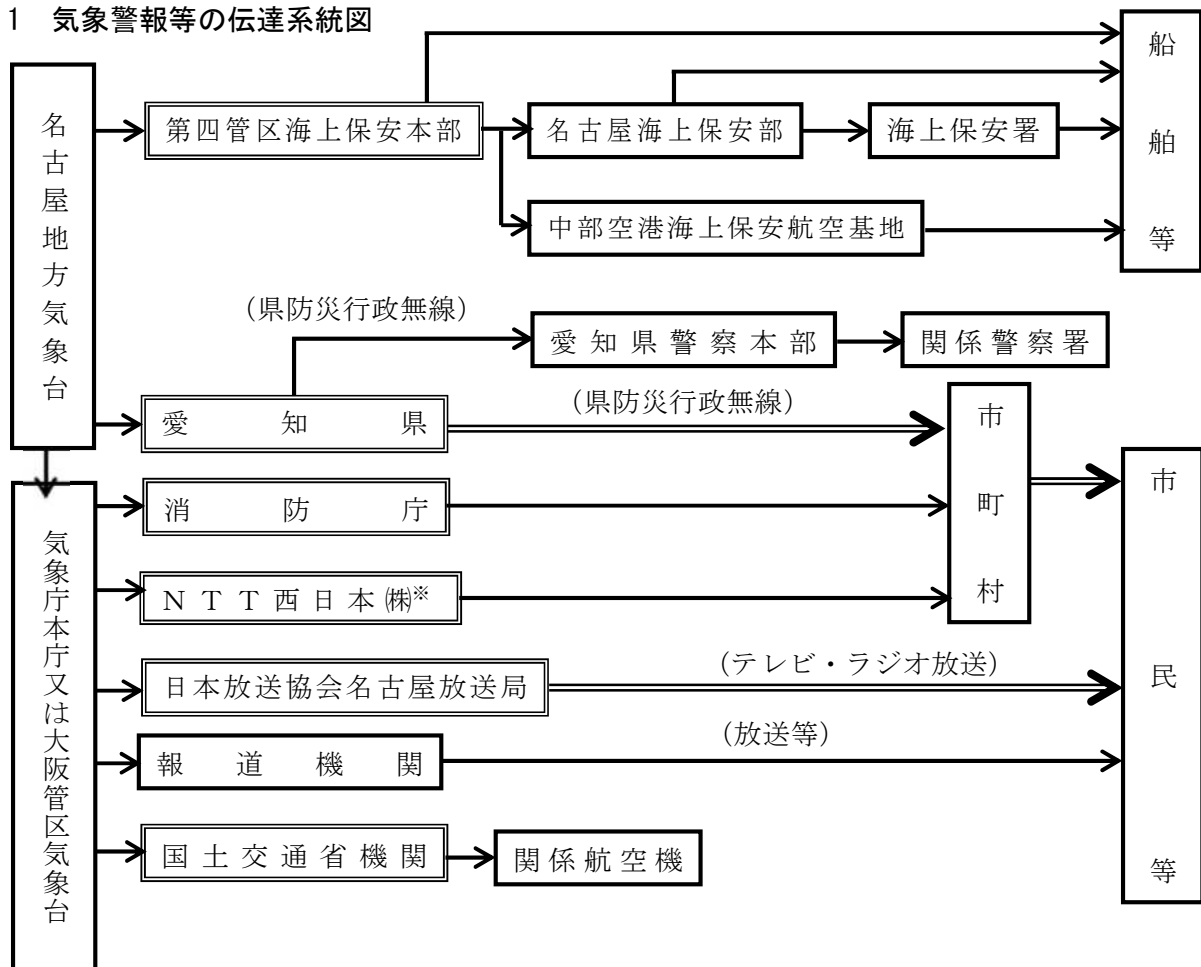 1 気象警報等の伝達系統図
名古屋地方気象台
第四管区海上保安本部
名古屋海上保安部
海上保安署
船舶等
中部空港海上保安航空基地
(県防災行政無線)
愛知県警察本部
関係警察署
愛知県
(県防災行政無線)
市町村
市民等
気象庁本庁又は大阪管区気象台
消防庁
NTT西日本㈱※
日本放送協会名古屋放送局
(テレビ・ラジオ放送)
報道機関
(放送等)
国土交通省機関
関係航空機